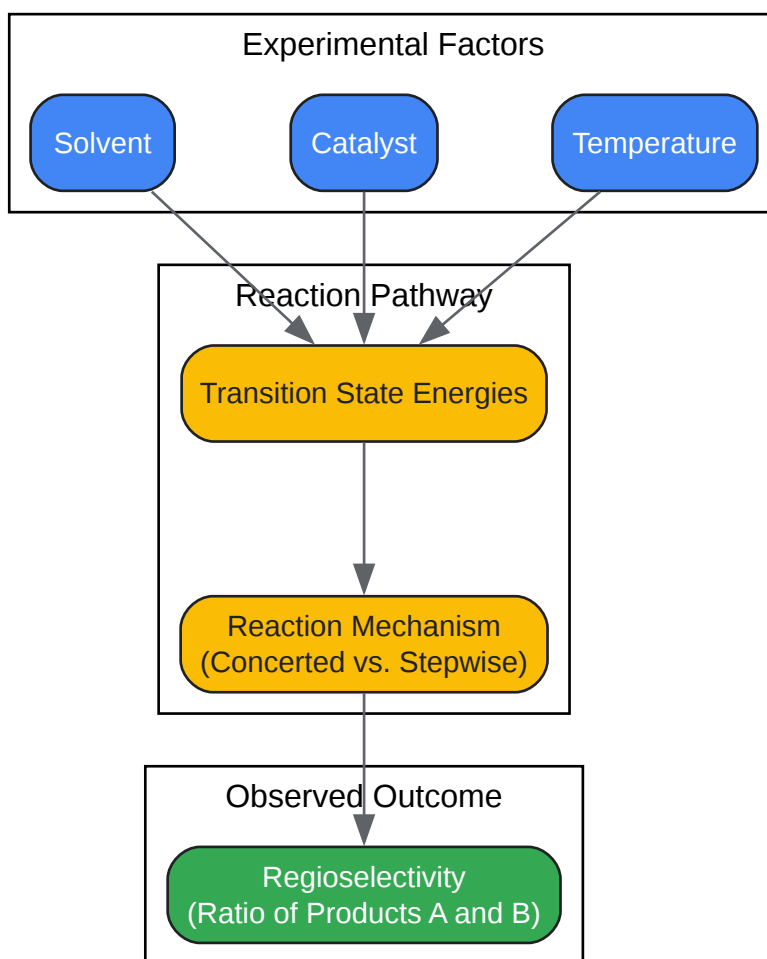 Experimental Factors
Solvent
Catalyst
Temperature
Reaction Pathway
Transition State Energies
Reaction Mechanism
(Concerted vs. Stepwise)
Observed Outcome
Regioselectivity
(Ratio of Products A and B)